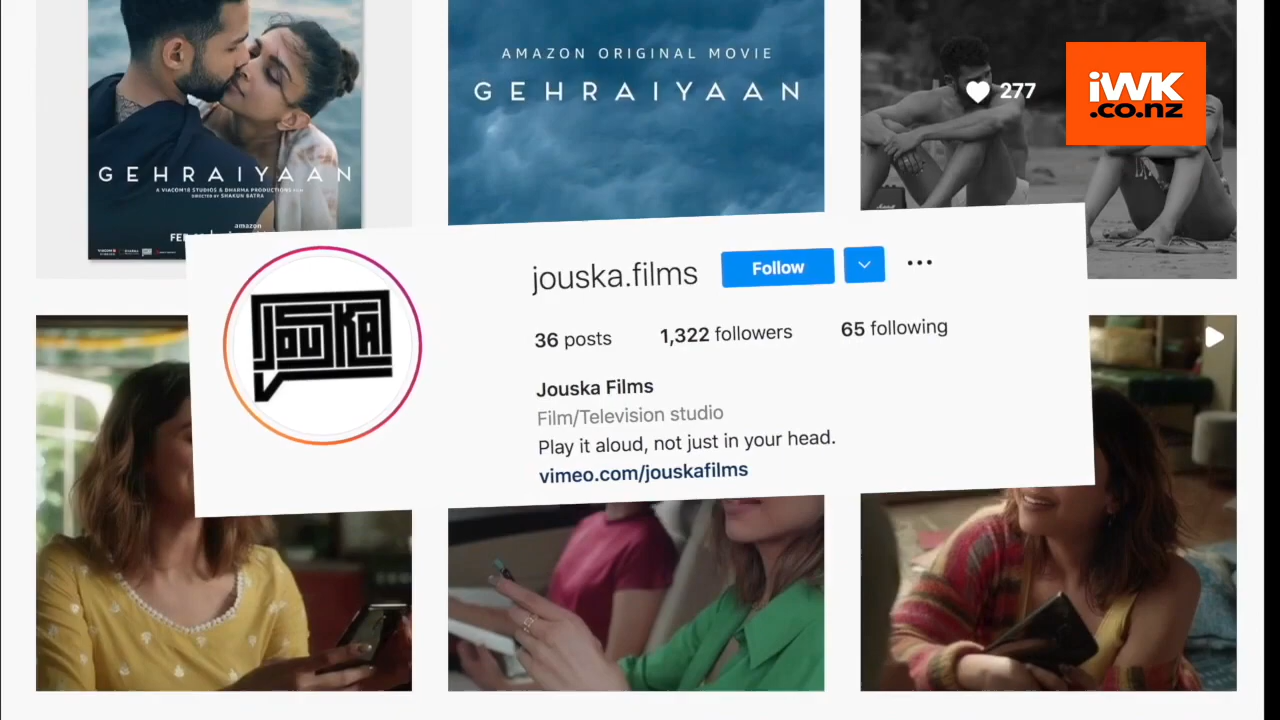 AMAZON ORIGINAL MOVIE
GEHRAIYAAN
277
iWK
.co.nz
GEHRAIYAAN
A VIACOM18 STUDIOS & DHARMA PRODUCTIONS FILM
DIRECTED BY SHAKUN BATRA
amazon
jouska.films
Follow
36 posts 1,322 followers 65 following
JOUSKA
Jouska Films
Film/Television studio
Play it aloud, not just in your head.
vimeo.com/jouskafilms